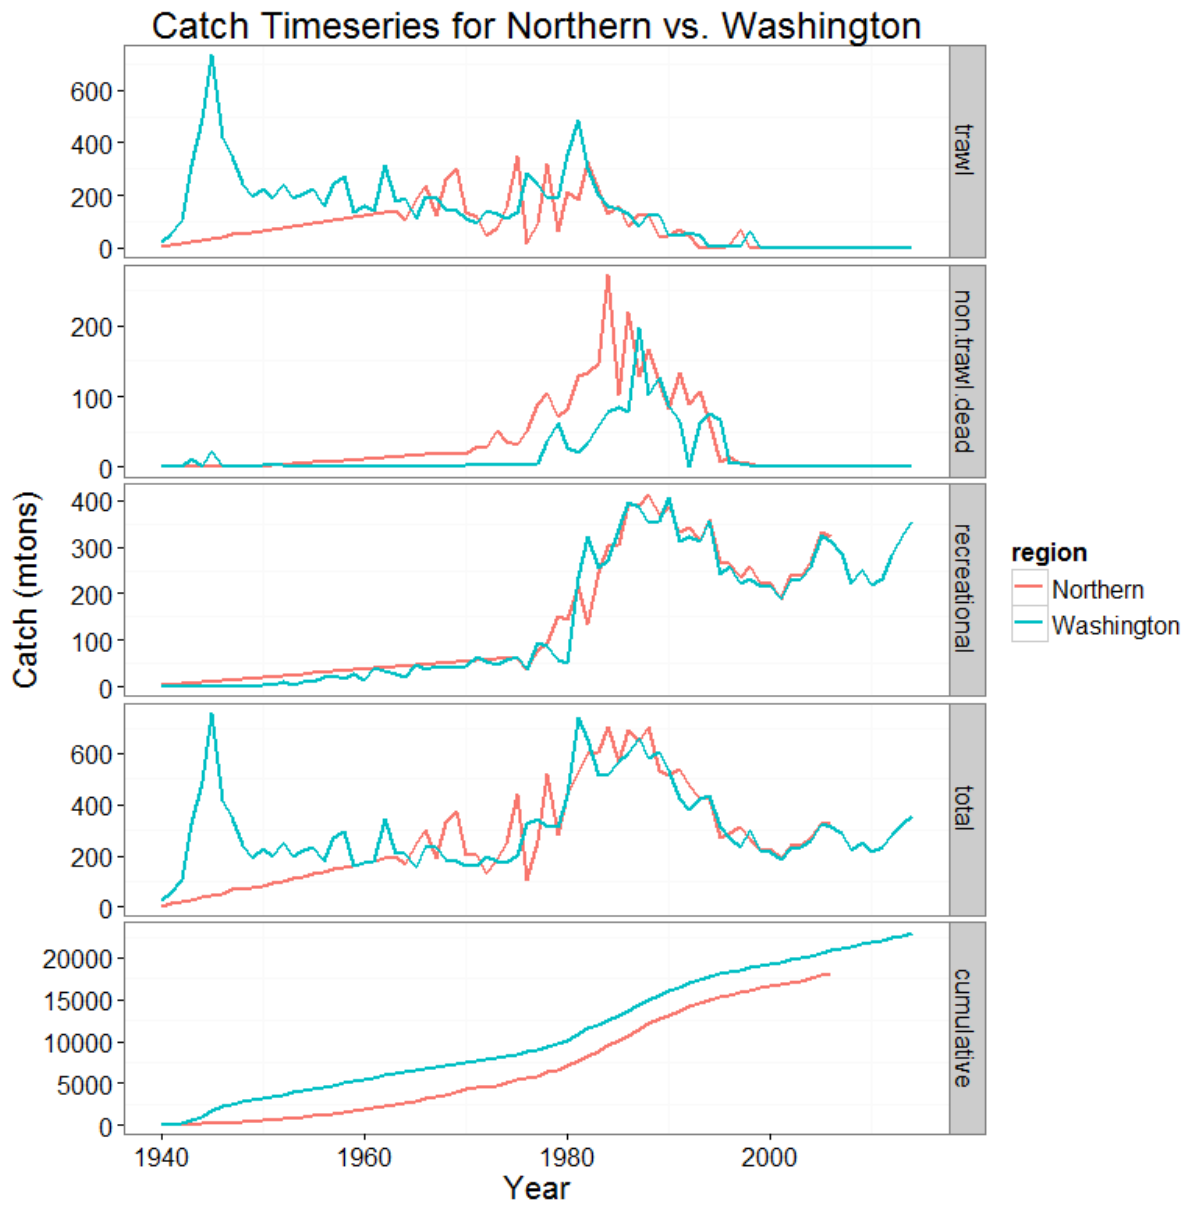 Catch Timeseries for Northern vs. Washington
600
400
200
0
trawl
200
100
0
non.trawl.dead
400
300
200
100
0
recreational
600
400
200
0
total
20000
15000
10000
5000
0
cumulative
Catch (mtons)
1940 1960 1980 2000
Year
region
Northern
Washington